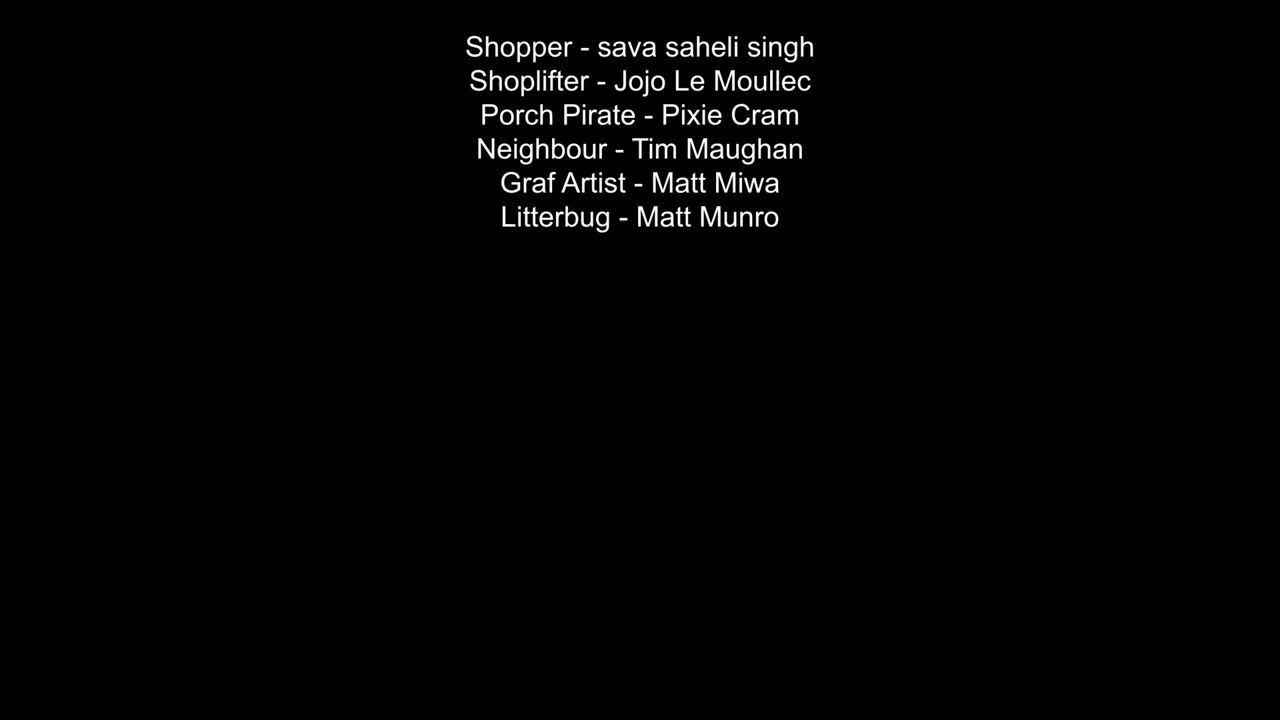 Shopper - sava saheli singh
Shoplifter - Jojo Le Moullec
Porch Pirate - Pixie Cram
Neighbour - Tim Maughan
Graf Artist - Matt Miwa
Litterbug - Matt Munro